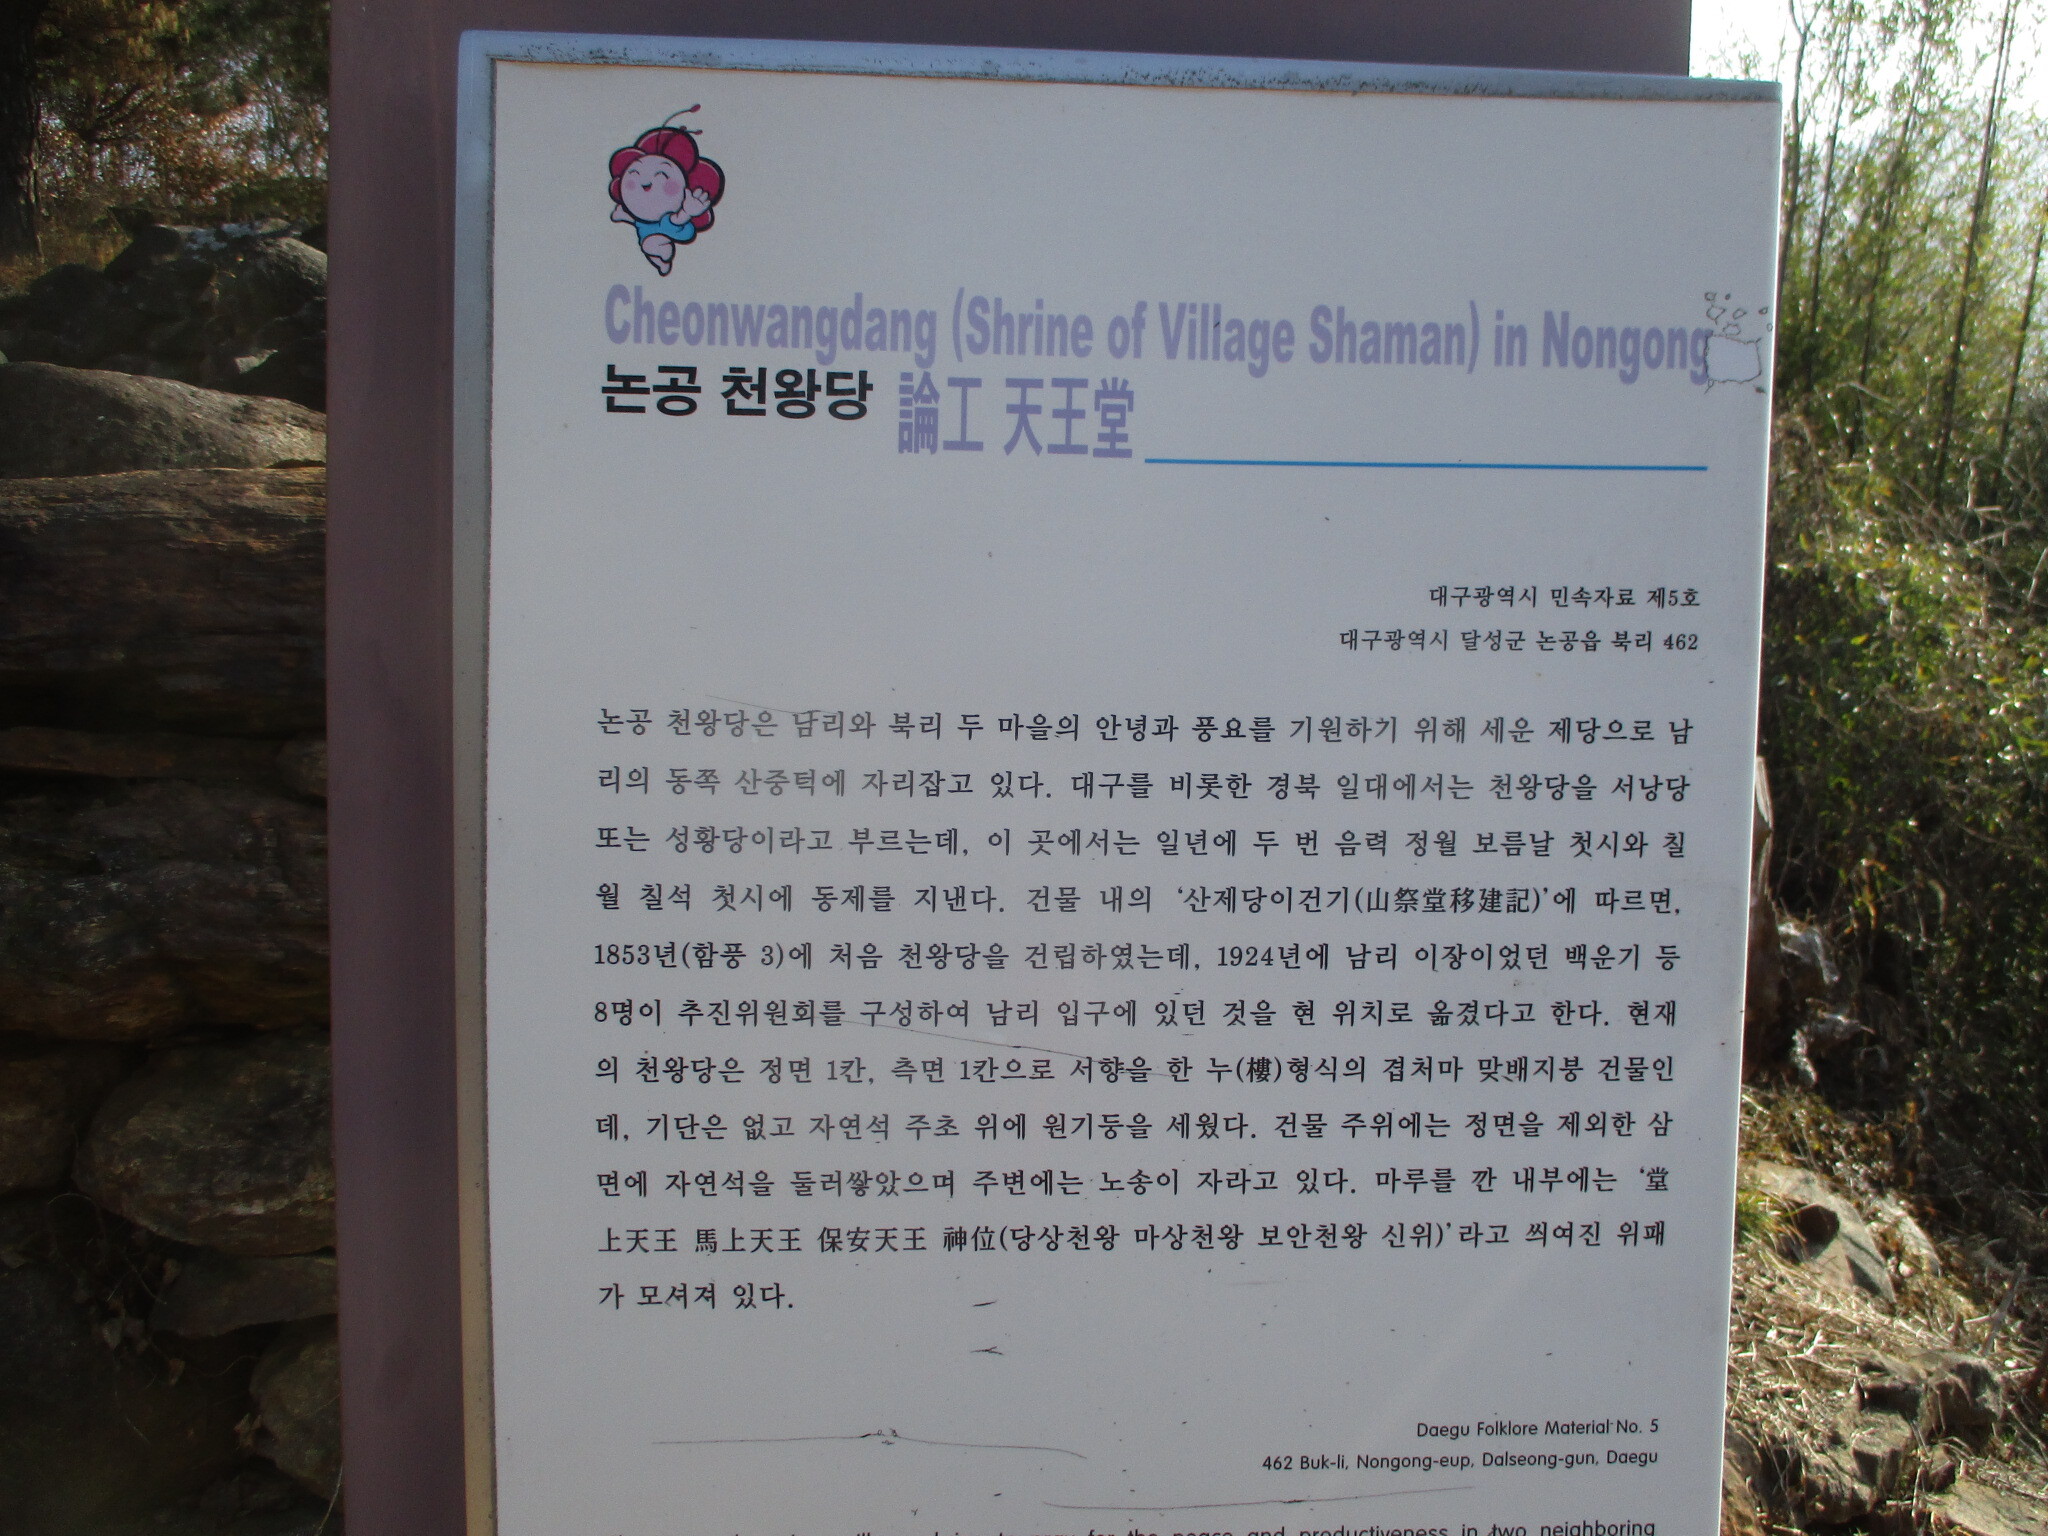 Cheonwangdang (Shrine of Village Shaman) in Nongong
논공 천왕당 論工 天王堂
대구광역시 민속자료 제5호
대구광역시 달성군 논공읍 북리 462
논공 천왕당은 남리와 북리 두 마을의 안녕과 풍요를 기원하기 위해 세운 제당으로 남
리의 동쪽 산중턱에 자리잡고 있다. 대구를 비롯한 경북 일대에서는 천왕당을 서낭당
또는 성황당이라고 부르는데, 이 곳에서는 일년에 두 번 음력 정월 보름날 첫시와 칠
월 칠석 첫시에 동제를 지낸다. 건물 내의 ‘산제당이건기(山祭堂移建記)’에 따르면,
1853년(함풍 3)에 처음 천왕당을 건립하였는데, 1924년에 남리 이장이었던 백운기 등
8명이 추진위원회를 구성하여 남리 입구에 있던 것을 현 위치로 옮겼다고 한다. 현재
의 천왕당은 정면 1칸, 측면 1칸으로 서향을 한 누(樓)형식의 겹처마 맞배지붕 건물인
데, 기단은 없고 자연석 주초 위에 원기둥을 세웠다. 건물 주위에는 정면을 제외한 삼
면에 자연석을 둘러쌓았으며 주변에는 노송이 자라고 있다. 마루를 깐 내부에는 ‘堂
上天王 馬上天王 保安天王 神位(당상천왕 마상천왕 보안천왕 신위)’라고 씌여진 위패
가 모셔져 있다.
Daegu Folklore Material No. 5
462 Buk-li, Nongong-eup, Dalseong-gun, Daegu
for the peace and productiveness in two neighboring